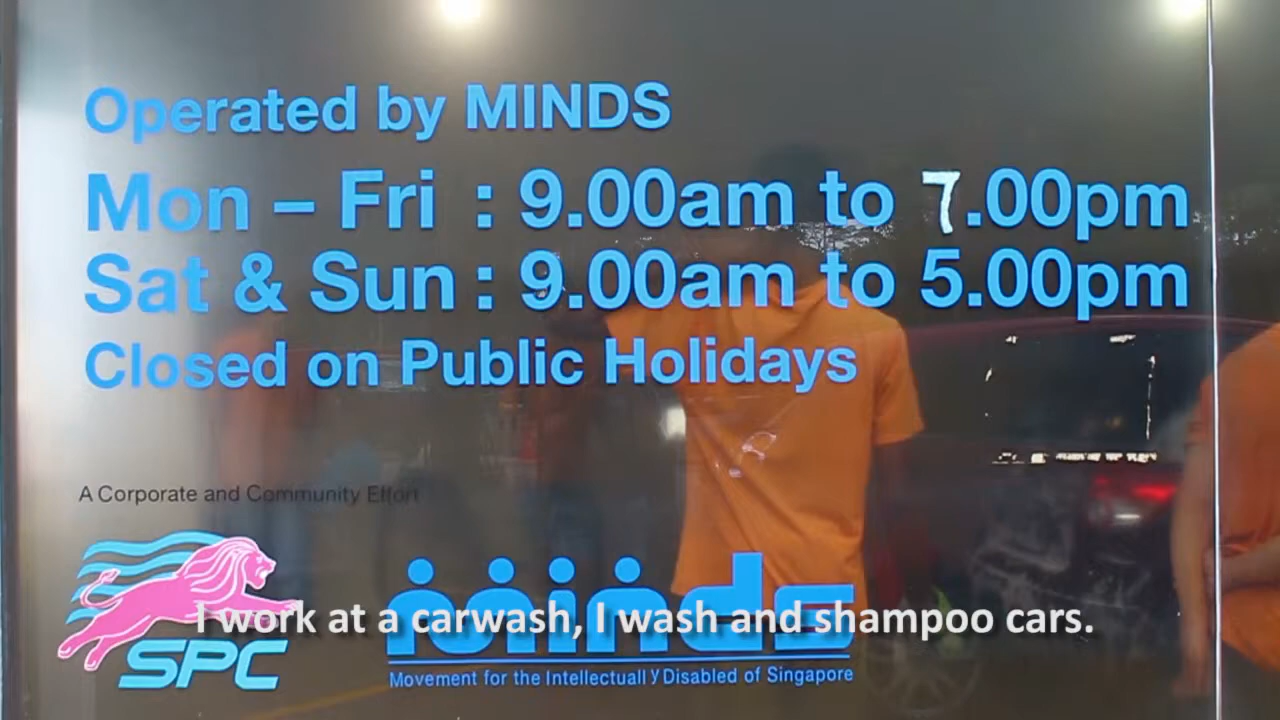 Operated by MINDS
Mon – Fri : 9.00am to 7.00pm
Sat & Sun : 9.00am to 5.00pm
Closed on Public Holidays
A Corporate and Community Effort
SPC
minds
I work at a carwash, I wash and shampoo cars.
Movement for the Intellectually Disabled of Singapore